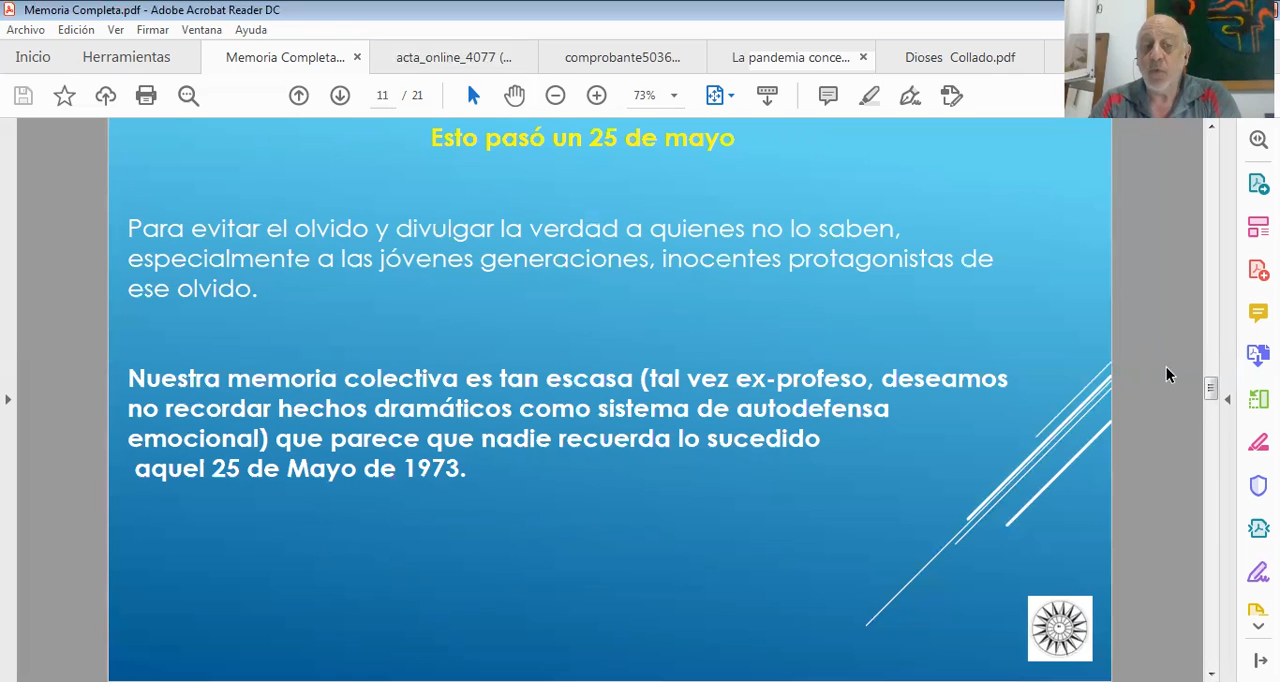 Memoria Completa.pdf - Adobe Acrobat Reader DC
Archivo Edición Ver Firmar Ventana Ayuda
Inicio Herramientas Memoria Completa... × acta_online_4077 (... comprobante5036... La pandemia conce... × Dioses Collado.pdf
11 / 21 73%
Esto pasó un 25 de mayo
Para evitar el olvido y divulgar la verdad a quienes no lo saben,
especialmente a las jóvenes generaciones, inocentes protagonistas de
ese olvido.
Nuestra memoria colectiva es tan escasa (tal vez ex-profeso, deseamos
no recordar hechos dramáticos como sistema de autodefensa
emocional) que parece que nadie recuerda lo sucedido
aquel 25 de Mayo de 1973.